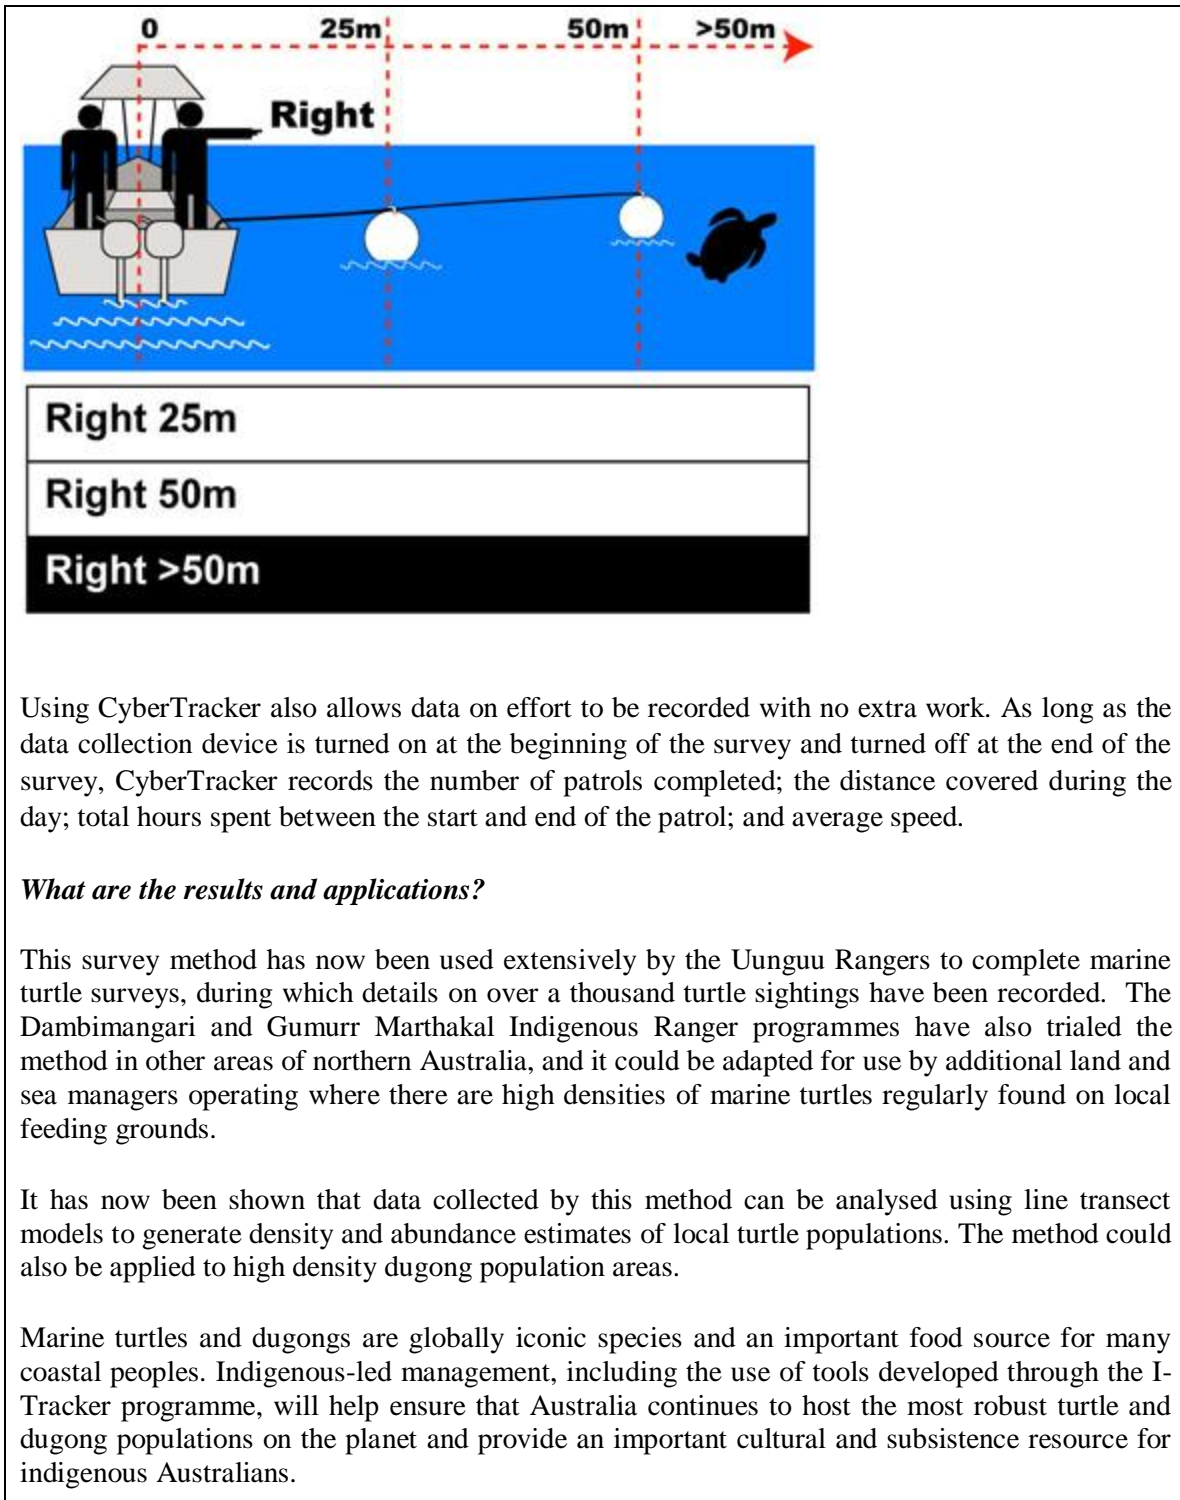 0 25m 50m >50m
Right
Right 25m
Right 50m
Right >50m
Using CyberTracker also allows data on effort to be recorded with no extra work. As long as the
data collection device is turned on at the beginning of the survey and turned off at the end of the
survey, CyberTracker records the number of patrols completed; the distance covered during the
day; total hours spent between the start and end of the patrol; and average speed.
What are the results and applications?
This survey method has now been used extensively by the Uunguu Rangers to complete marine
turtle surveys, during which details on over a thousand turtle sightings have been recorded. The
Dambimangari and Gumurr Marthakal Indigenous Ranger programmes have also trialed the
method in other areas of northern Australia, and it could be adapted for use by additional land and
sea managers operating where there are high densities of marine turtles regularly found on local
feeding grounds.
It has now been shown that data collected by this method can be analysed using line transect
models to generate density and abundance estimates of local turtle populations. The method could
also be applied to high density dugong population areas.
Marine turtles and dugongs are globally iconic species and an important food source for many
coastal peoples. Indigenous-led management, including the use of tools developed through the I-
Tracker programme, will help ensure that Australia continues to host the most robust turtle and
dugong populations on the planet and provide an important cultural and subsistence resource for
indigenous Australians.